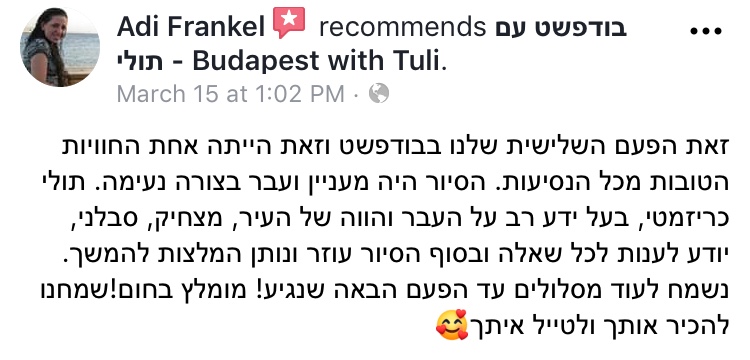 Adi Frankel recommends בודפשט עם
תולי - Budapest with Tuli.
March 15 at 1:02 PM ·
זאת הפעם השלישית שלנו בבודפשט וזאת הייתה אחת החוויות
הטובות מכל הנסיעות. הסיור היה מעניין ועבר בצורה נעימה. תולי
כריזמטי, בעל ידע רב על העבר והווה של העיר, מצחיק, סבלני,
יודע לענות לכל שאלה ובסוף הסיור עוזר ונותן המלצות להמשך.
נשמח לעוד מסלולים עד הפעם הבאה שנגיע! מומלץ בחום!שמחנו
להכיר אותך ולטייל איתך🥰